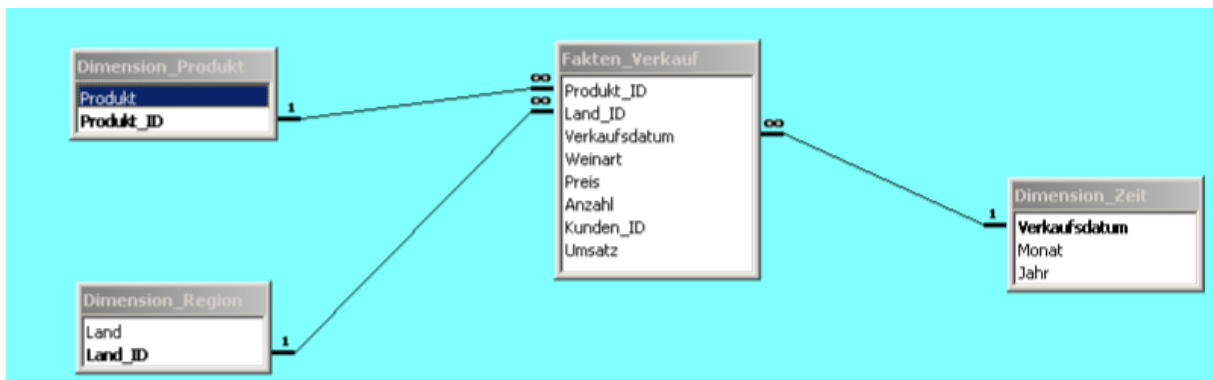 Dimension_Produkt
Produkt
Produkt_ID
1
Fakten_Verkauf
∞
∞
Produkt_ID
Land_ID
Verkaufsdatum
Weinart
Preis
Anzahl
Kunden_ID
Umsatz
∞
Dimension_Zeit
1
Verkaufsdatum
Monat
Jahr
Dimension_Region
Land
Land_ID
1